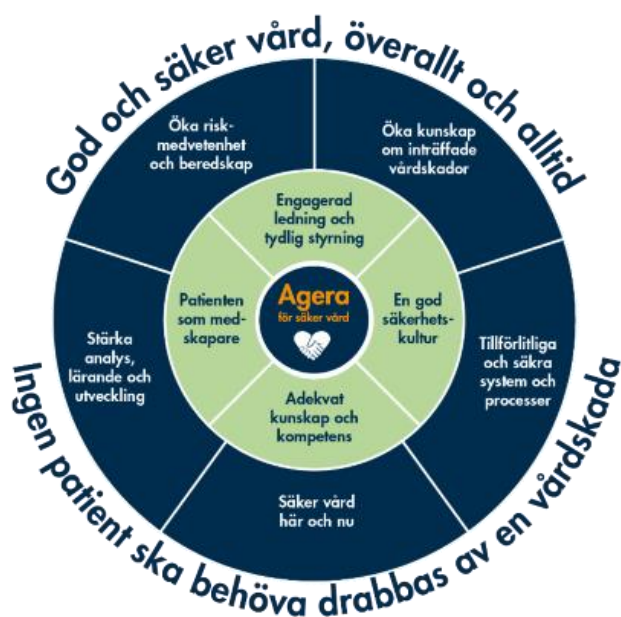 God och säker vård, överallt och alltid
Öka risk-
medvetenhet
och beredskap
Öka kunskap
om inträffade
vårdskador
Engagerad
ledning och
tydlig styrning
Patienten
som med-
skapare
Agera
för säker vård
En god
säkerhets-
kultur
Stärka
analys,
lärande och
utveckling
Tillförlitliga
och säkra
system och
processer
Adekvat
kunskap och
kompetens
Säker vård
här och nu
Ingen patient ska behöva drabbas av en vårdskada